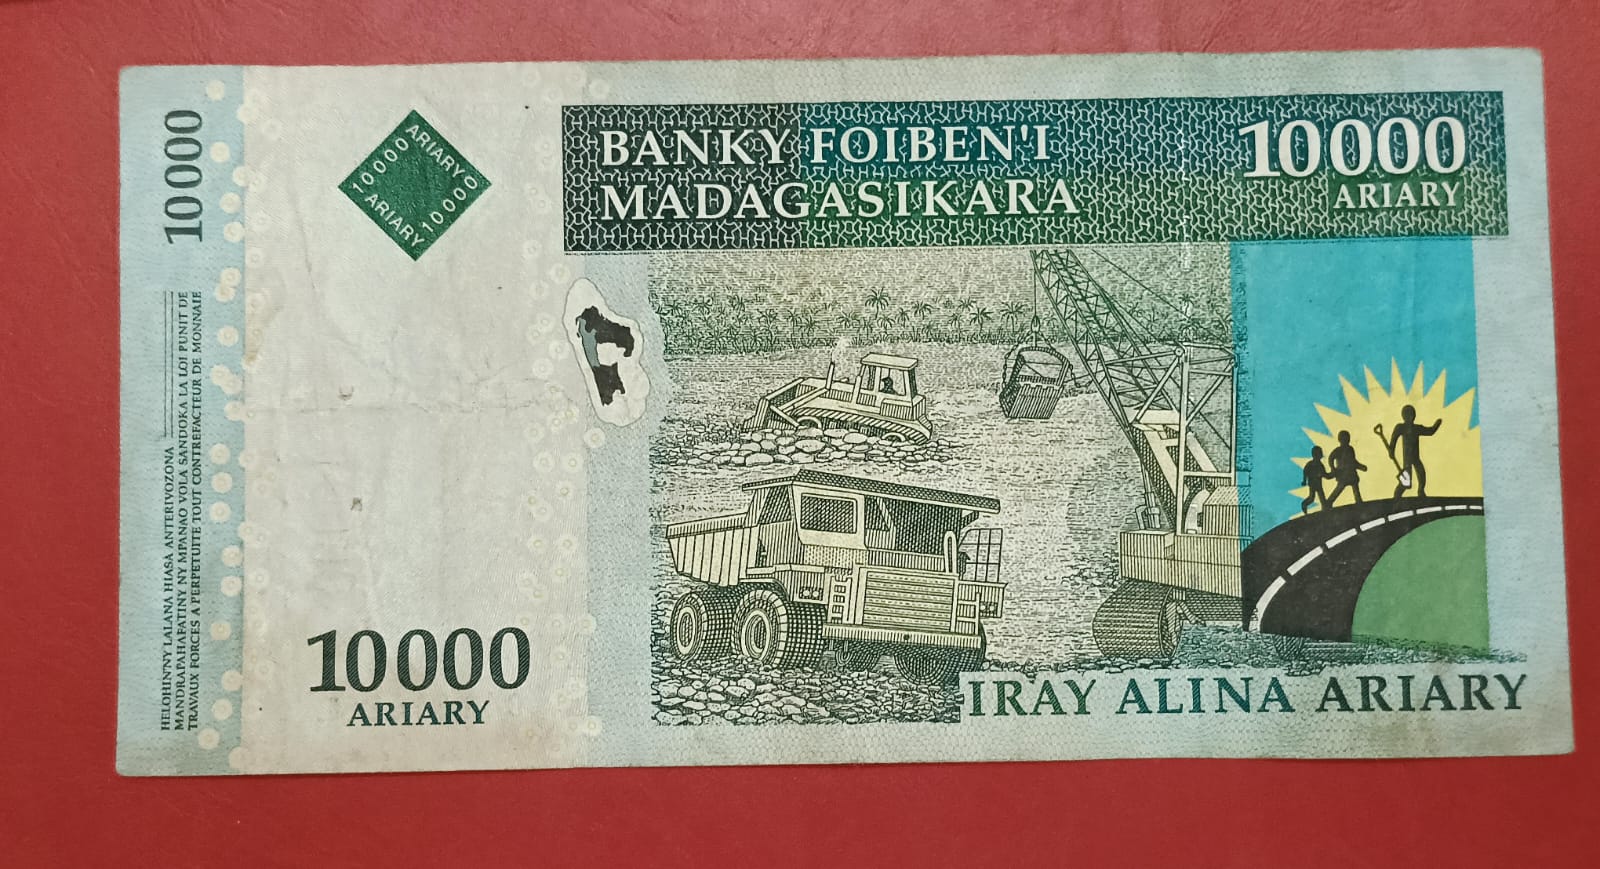 10000
HELOHIN'NY LALANA HIASA ANTERIVOZONA
MANDRAPAHAFATINY NY MPANAO VOLA SANDOKA LA LOI PUNIT DE
TRAVAUX FORCES A PERPETUITE TOUT CONTREFACTEUR DE MONNAIE
10000 ARIARY
10000 ARIARY
BANKY FOIBEN'I
MADAGASIKARA
10000
ARIARY
10000
ARIARY
IRAY ALINA ARIARY